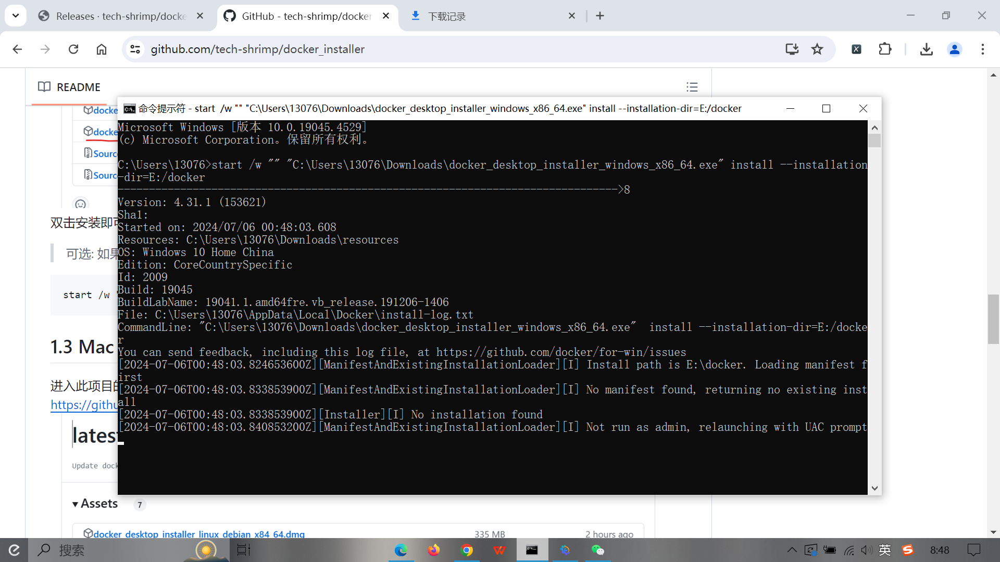 Releases · tech-shrimp/docke
GitHub - tech-shrimp/docker
下载记录
github.com/tech-shrimp/docker_installer
README
docke
docke
Sourc
Sourc
双击安装即可
可选: 如果
start /w
1.3 Mac
进入此项目的
https://githu
latest
Update dock
Assets 7
docker_desktop_installer_linux_debian_x84_64.dmg 335 MB 2 hours ago
命令提示符 - start /w "" "C:\Users\13076\Downloads\docker_desktop_installer_windows_x86_64.exe" install --installation-dir=E:/docker
Microsoft Windows [版本 10.0.19045.4529]
(c) Microsoft Corporation。保留所有权利。
C:\Users\13076>start /w "" "C:\Users\13076\Downloads\docker_desktop_installer_windows_x86_64.exe" install --installation
-dir=E:/docker
-------------------------------------------------------------------------------->8
Version: 4.31.1 (153621)
Sha1:
Started on: 2024/07/06 00:48:03.608
Resources: C:\Users\13076\Downloads\resources
OS: Windows 10 Home China
Edition: CoreCountrySpecific
Id: 2009
Build: 19045
BuildLabName: 19041.1.amd64fre.vb_release.191206-1406
File: C:\Users\13076\AppData\Local\Docker\install-log.txt
CommandLine: "C:\Users\13076\Downloads\docker_desktop_installer_windows_x86_64.exe"  install --installation-dir=E:/docke
r
You can send feedback, including this log file, at https://github.com/docker/for-win/issues
[2024-07-06T00:48:03.824653600Z][ManifestAndExistingInstallationLoader][I] Install path is E:\docker. Loading manifest f
irst
[2024-07-06T00:48:03.833853900Z][ManifestAndExistingInstallationLoader][I] No manifest found, returning no existing inst
all
[2024-07-06T00:48:03.833853900Z][Installer][I] No installation found
[2024-07-06T00:48:03.840853200Z][ManifestAndExistingInstallationLoader][I] Not run as admin, relaunching with UAC prompt
搜索
英
8:48